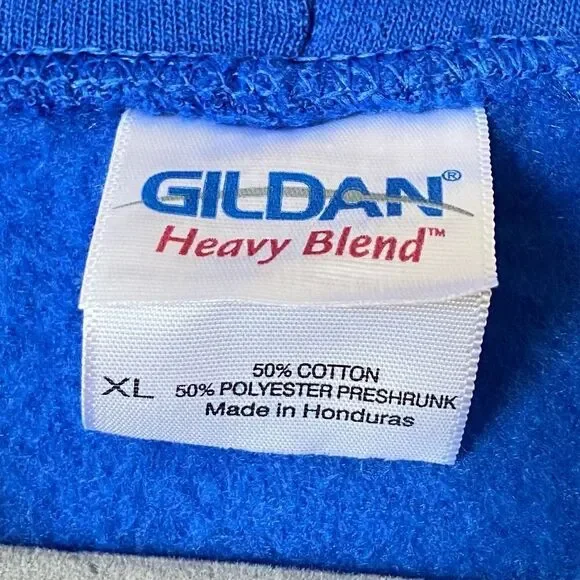 GILDAN®
Heavy Blend™
50% COTTON
XL 50% POLYESTER PRESHRUNK
Made in Honduras